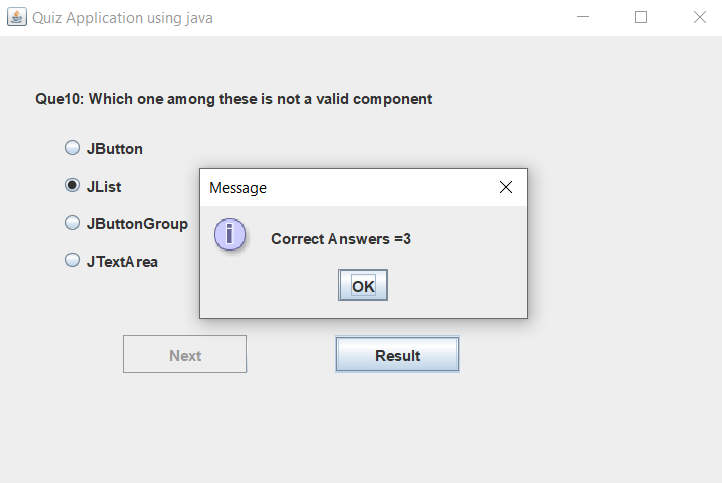 Quiz Application using java
Que10: Which one among these is not a valid component
JButton
JList
JButtonGroup
JTextArea
Message
i
Correct Answers =3
OK
Next
Result